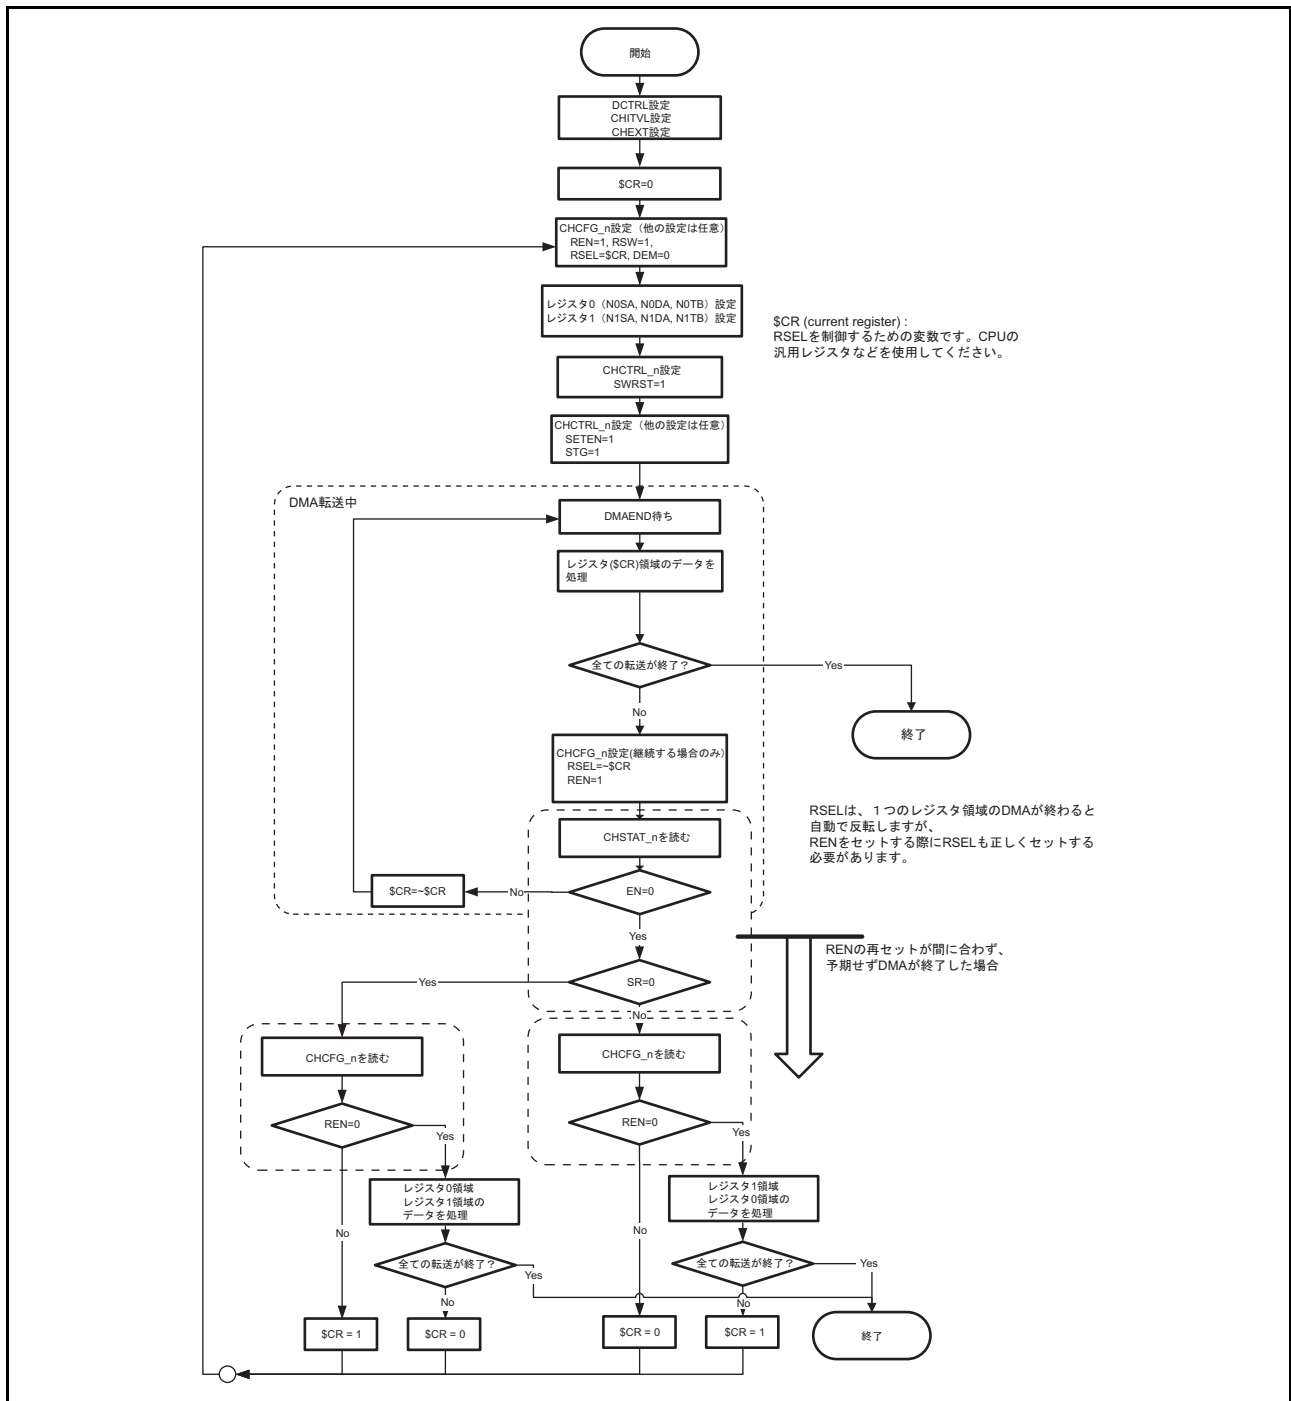 開始
DCTRL設定
CHITVL設定
CHEXT設定
$CR=0
CHCFG_n設定（他の設定は任意）
REN=1, RSW=1,
RSEL=$CR, DEM=0
レジスタ0（N0SA, N0DA, N0TB）設定
レジスタ1（N1SA, N1DA, N1TB）設定
$CR (current register) :
RSELを制御するための変数です。CPUの
汎用レジスタなどを使用してください。
CHCTRL_n設定
SWRST=1
CHCTRL_n設定（他の設定は任意）
SETEN=1
STG=1
DMA転送中
DMAEND待ち
レジスタ($CR)領域のデータを
処理
全ての転送が終了？
Yes
No
終了
CHCFG_n設定(継続する場合のみ)
RSEL=~$CR
REN=1
RSELは、１つのレジスタ領域のDMAが終わると
自動で反転しますが、
RENをセットする際にRSELも正しくセットする
必要があります。
CHSTAT_nを読む
$CR=~$CR
No
EN=0
Yes
RENの再セットが間に合わず、
予期せずDMAが終了した場合
Yes
SR=0
No
CHCFG_nを読む
CHCFG_nを読む
REN=0
Yes
REN=0
Yes
レジスタ0領域
レジスタ1領域の
データを処理
レジスタ1領域
レジスタ0領域の
データを処理
No
No
全ての転送が終了？
Yes
全ての転送が終了？
Yes
No
No
$CR = 1
$CR = 0
$CR = 0
$CR = 1
終了